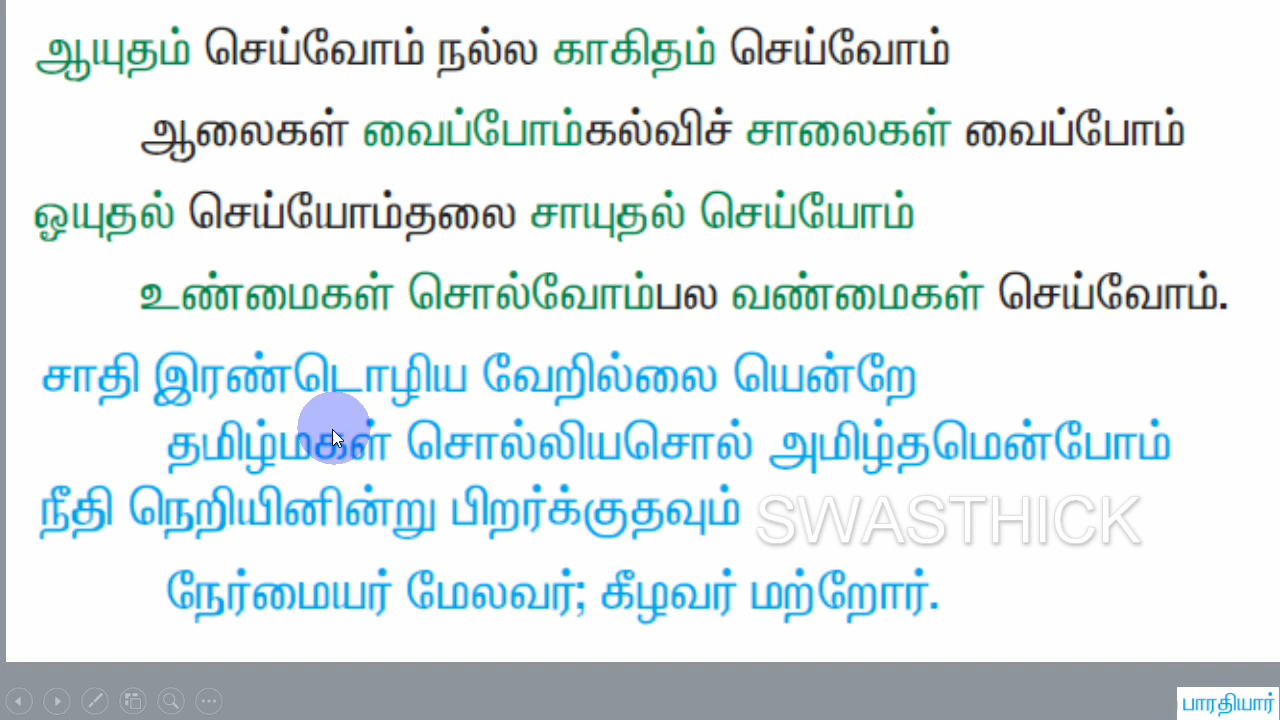 ஆயுதம் செய்வோம் நல்ல காகிதம் செய்வோம்
ஆலைகள் வைப்போம்கல்விச் சாலைகள் வைப்போம்
ஓயுதல் செய்யோம்தலை சாயுதல் செய்யோம்
உண்மைகள் சொல்வோம்பல வண்மைகள் செய்வோம்.
சாதி இரண்டொழிய வேறில்லை யென்றே
தமிழ்மகள் சொல்லியசொல் அமிழ்தமென்போம்
நீதி நெறியினின்று பிறர்க்குதவும்
SWASTHICK
நேர்மையர் மேலவர்; கீழவர் மற்றோர்.
பாரதியார்